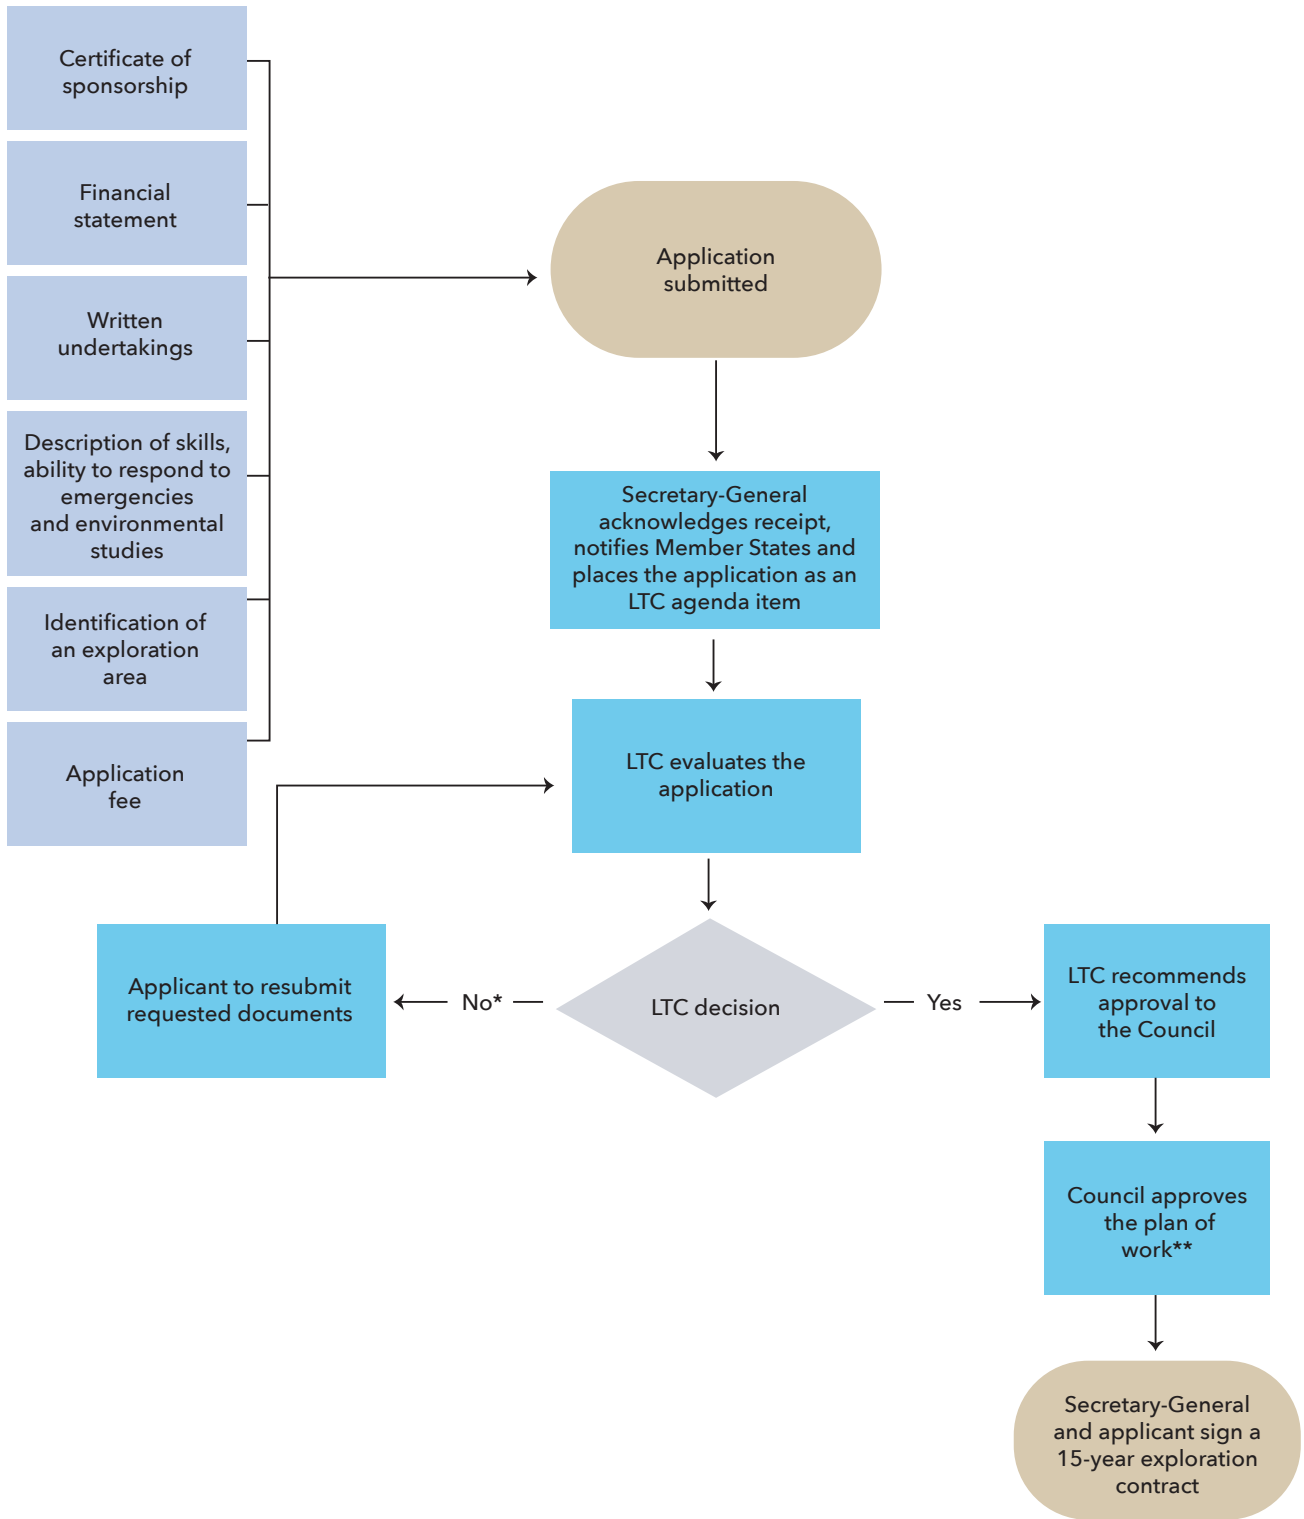 Certificate of
sponsorship
Financial
statement
Written
undertakings
Description of skills,
ability to respond to
emergencies
and environmental
studies
Identification of
an exploration
area
Application
fee
Application
submitted
Secretary-General
acknowledges receipt,
notifies Member States and
places the application as an
LTC agenda item
LTC evaluates the
application
LTC decision
No*
Applicant to resubmit
requested documents
Yes
LTC recommends
approval to
the Council
Council approves
the plan of
work**
Secretary-General
and applicant sign a
15-year exploration
contract